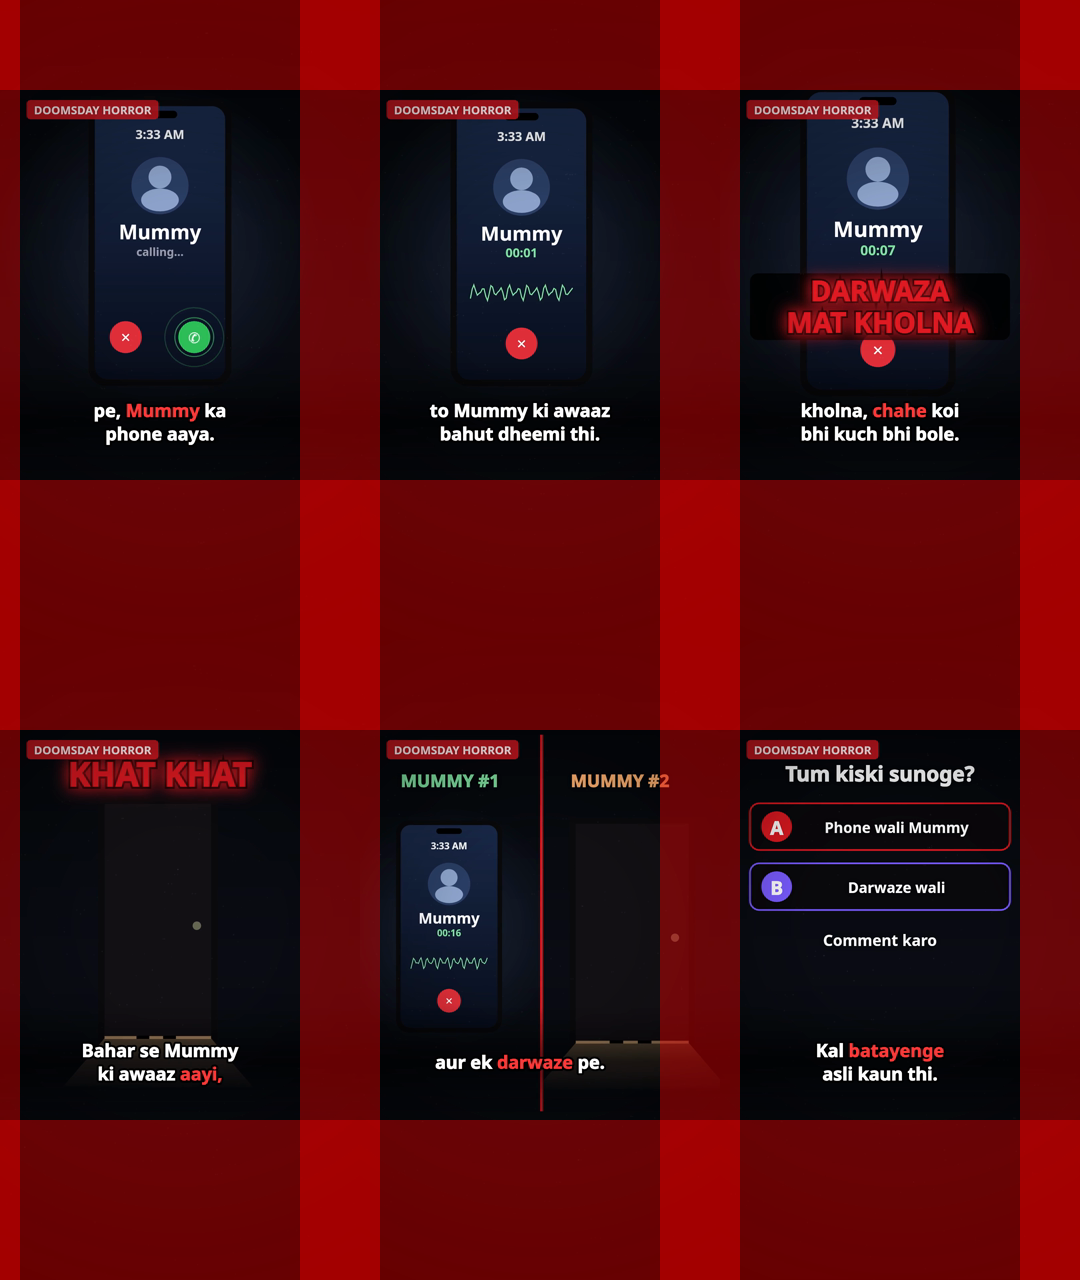 DOOMSDAY HORROR
3:33 AM
Mummy
calling...
pe, Mummy ka
phone aaya.
DOOMSDAY HORROR
3:33 AM
Mummy
00:01
to Mummy ki awaaz
bahut dheemi thi.
DOOMSDAY HORROR
3:33 AM
Mummy
00:07
DARWAZA
MAT KHOLNA
kholna, chahe koi
bhi kuch bhi bole.
DOOMSDAY HORROR
KHAT KHAT
Bahar se Mummy
ki awaaz aayi,
DOOMSDAY HORROR
MUMMY #1
MUMMY #2
3:33 AM
Mummy
00:16
aur ek darwaze pe.
DOOMSDAY HORROR
Tum kiski sunoge?
A Phone wali Mummy
B Darwaze wali
Comment karo
Kal batayenge
asli kaun thi.